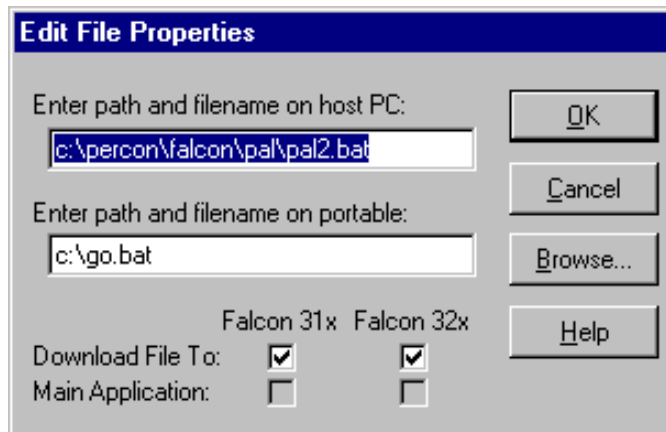 Edit File Properties
Enter path and filename on host PC:
c:\percon\falcon\pal\pal2.bat
Enter path and filename on portable:
c:\go.bat
Falcon 31x Falcon 32x
Download File To:
Main Application:
OK
Cancel
Browse...
Help